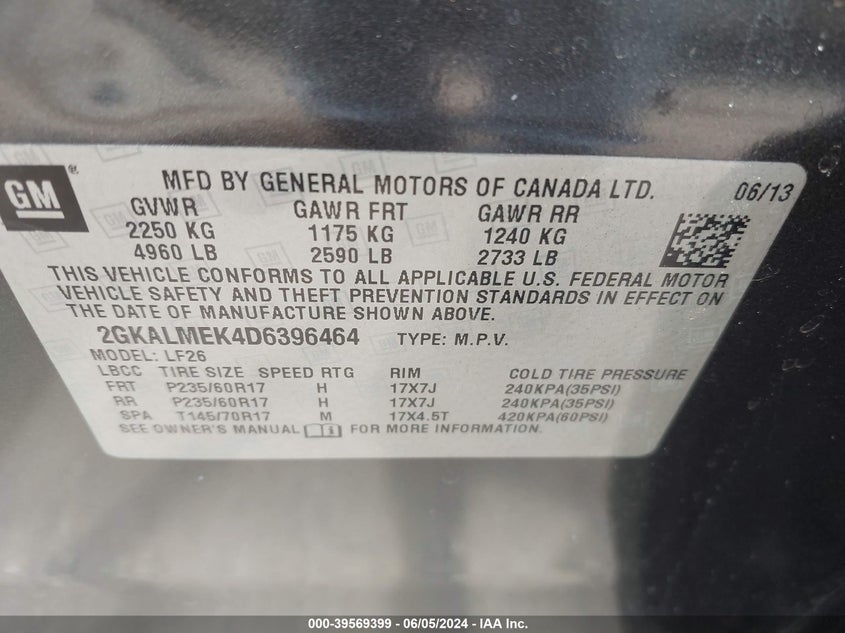 GM® MFD BY GENERAL MOTORS OF CANADA LTD. 06/13
GVWR GAWR FRT GAWR RR
2250 KG 1175 KG 1240 KG
4960 LB 2590 LB 2733 LB
THIS VEHICLE CONFORMS TO ALL APPLICABLE U.S. FEDERAL MOTOR
VEHICLE SAFETY AND THEFT PREVENTION STANDARDS IN EFFECT ON
THE DATE OF MANUFACTURE SHOWN ABOVE.
2GKALMEK4D6396464 TYPE: M.P.V.
MODEL: LF26
LBCC TIRE SIZE SPEED RTG RIM COLD TIRE PRESSURE
FRT P235/60R17 H 17X7J 240KPA(35PSI)
RR P235/60R17 H 17X7J 240KPA(35PSI)
SPA T145/70R17 M 17X4.5T 420KPA(60PSI)
SEE OWNER'S MANUAL FOR MORE INFORMATION.
000-39569399 - 06/05/2024 - IAA Inc.